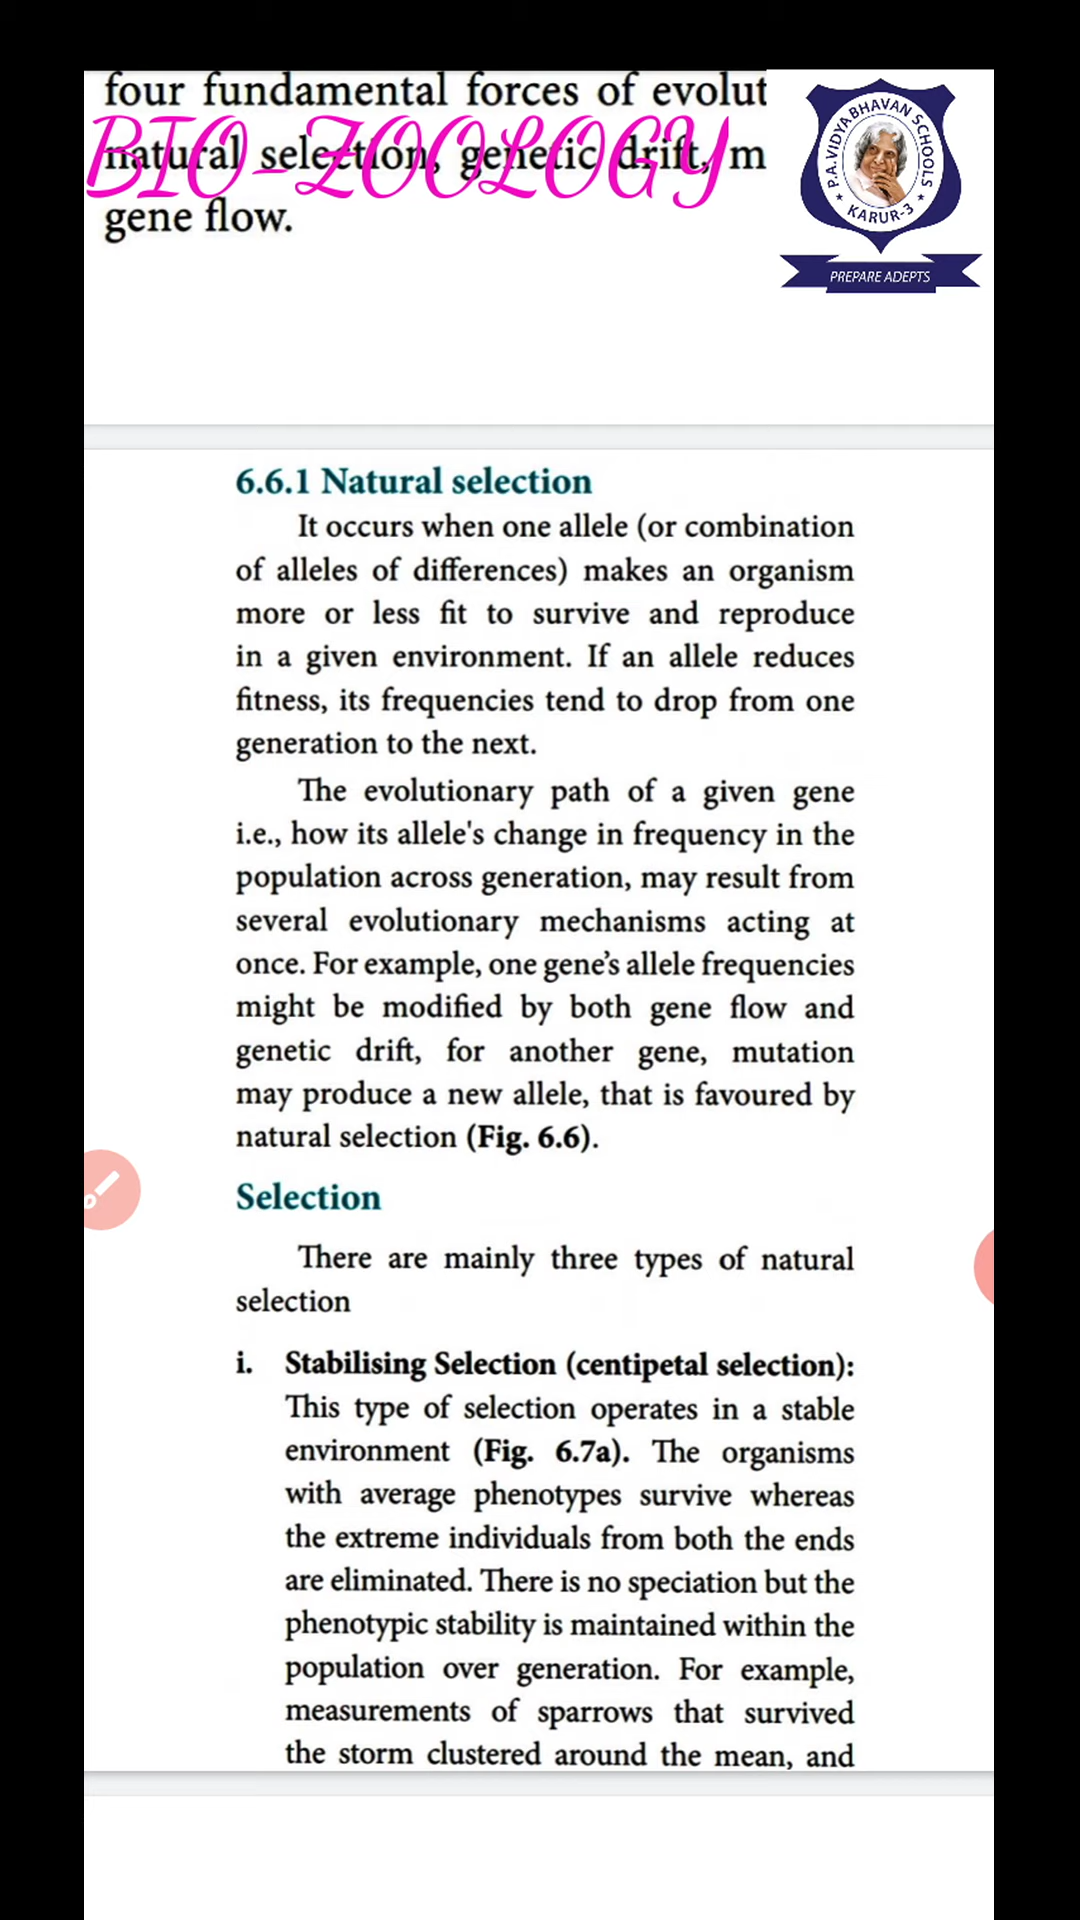 four fundamental forces of evolut
BIO-ZOOLOGY
natural selection, genetic drift, m
gene flow.
P.A.VIDYA BHAVAN SCHOOLS
KARUR-3
PREPARE ADEPTS
6.6.1 Natural selection
It occurs when one allele (or combination
of alleles of differences) makes an organism
more or less fit to survive and reproduce
in a given environment. If an allele reduces
fitness, its frequencies tend to drop from one
generation to the next.
The evolutionary path of a given gene
i.e., how its allele's change in frequency in the
population across generation, may result from
several evolutionary mechanisms acting at
once. For example, one gene's allele frequencies
might be modified by both gene flow and
genetic drift, for another gene, mutation
may produce a new allele, that is favoured by
natural selection (Fig. 6.6).
Selection
There are mainly three types of natural
selection
i. Stabilising Selection (centipetal selection):
This type of selection operates in a stable
environment (Fig. 6.7a). The organisms
with average phenotypes survive whereas
the extreme individuals from both the ends
are eliminated. There is no speciation but the
phenotypic stability is maintained within the
population over generation. For example,
measurements of sparrows that survived
the storm clustered around the mean, and